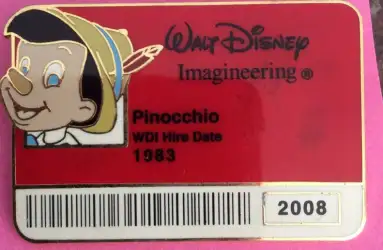 Walt Disney
Imagineering ®
Pinocchio
WDI Hire Date
1983
2008